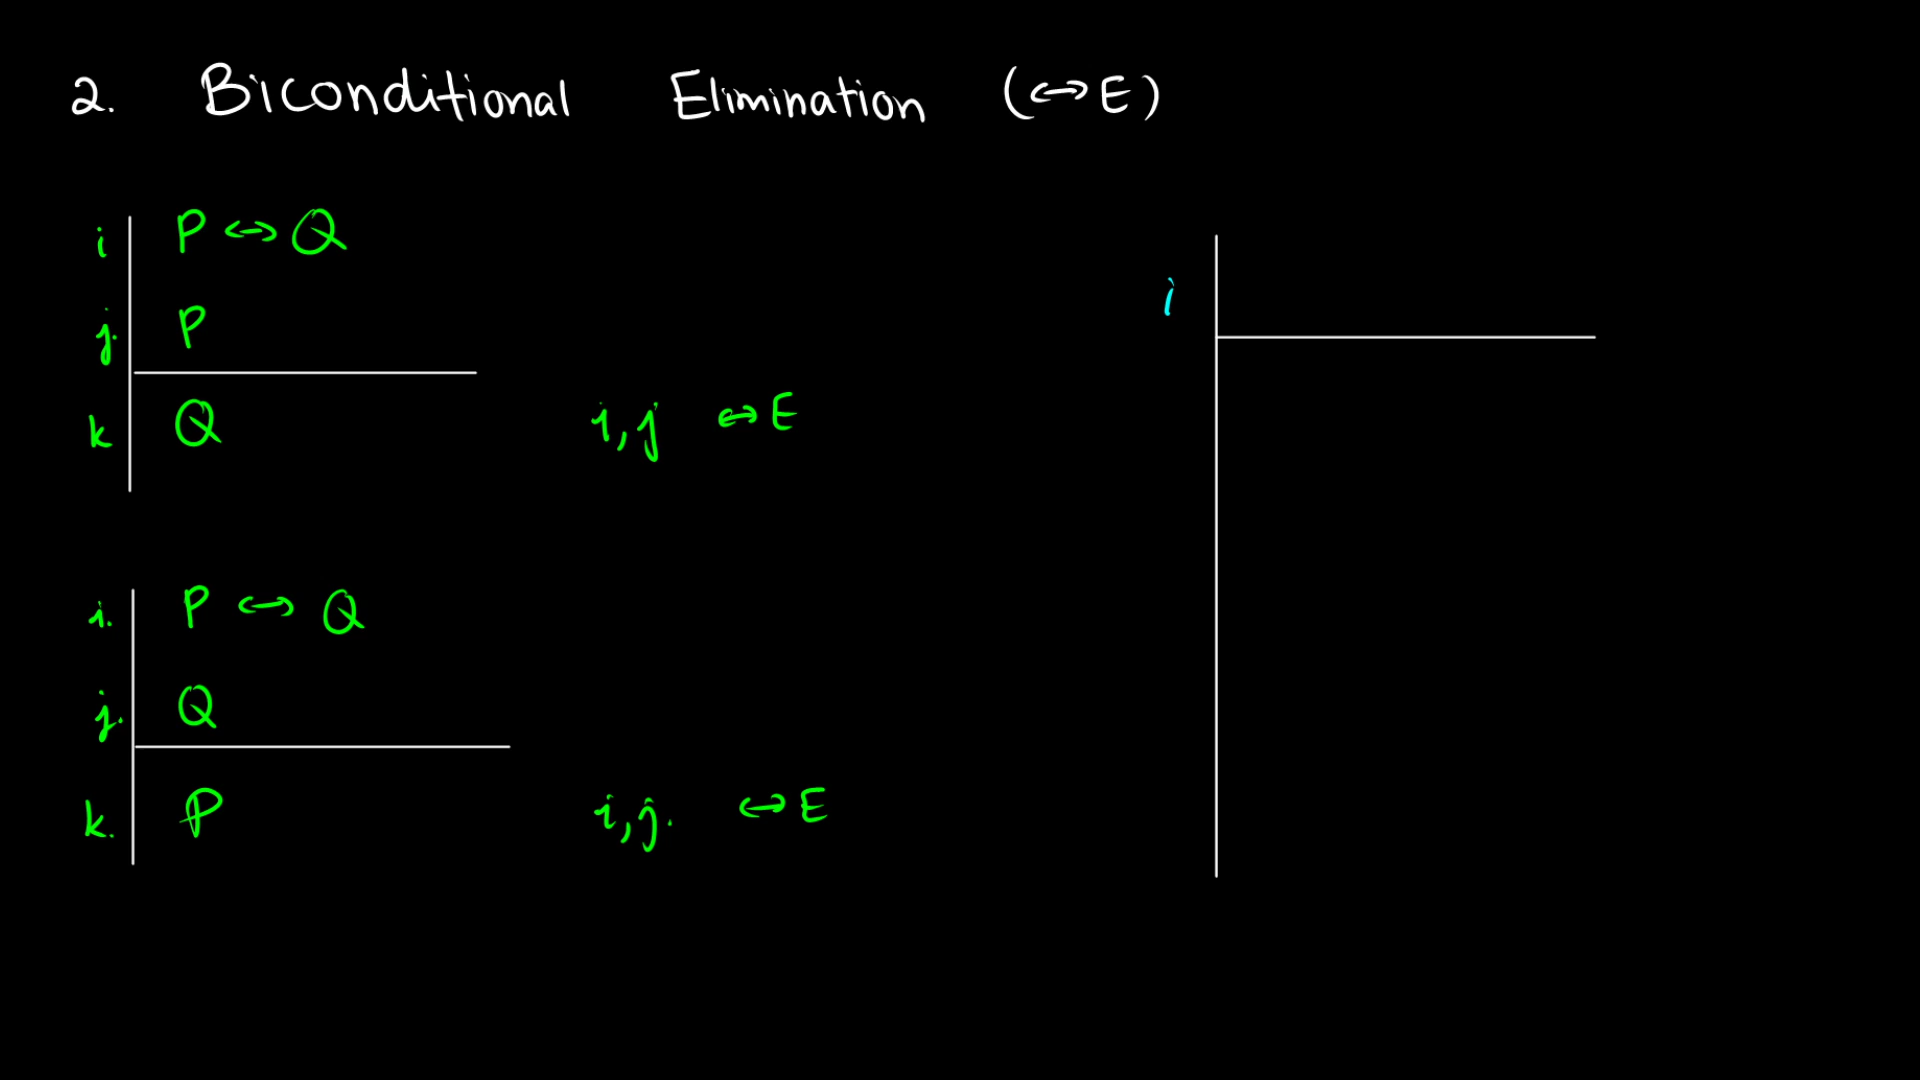 2. Biconditional Elimination (↔E)
i P ↔ Q
j. P
k Q i, j ↔E
i. P ↔ Q
j. Q
k. P i, j. ↔E
i